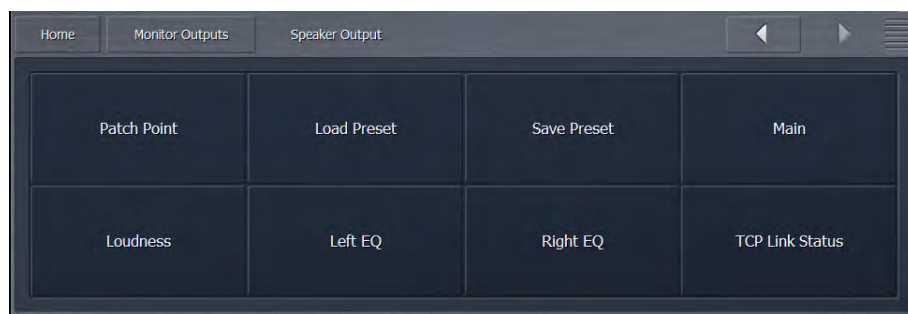 Home Monitor Outputs Speaker Output
Patch Point Load Preset Save Preset Main
Loudness Left EQ Right EQ TCP Link Status